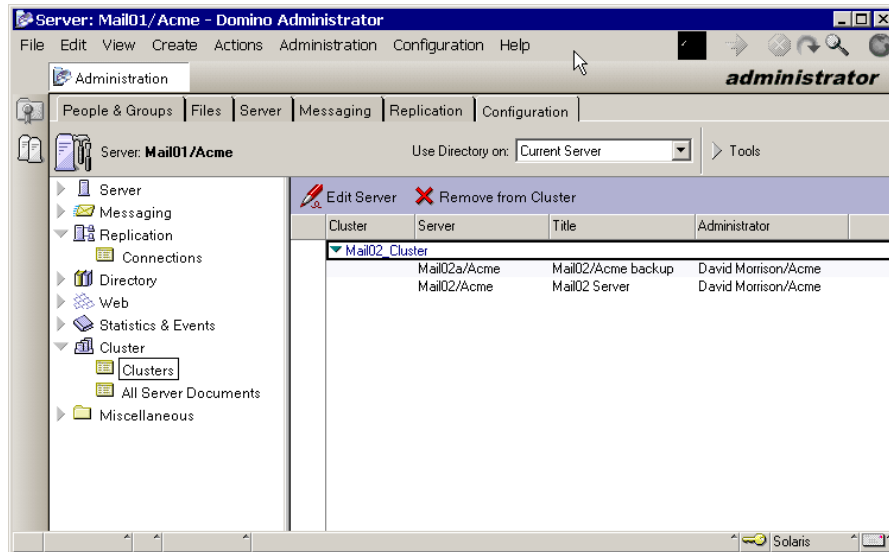 Server: Mail01/Acme - Domino Administrator
File Edit View Create Actions Administration Configuration Help
Administration administrator
People & Groups Files Server Messaging Replication Configuration
Server: Mail01/Acme Use Directory on: Current Server Tools
Server
Messaging
Replication
Connections
Directory
Web
Statistics & Events
Cluster
Clusters
All Server Documents
Miscellaneous
Edit Server Remove from Cluster
Cluster Server Title Administrator
Mail02_Cluster
Mail02a/Acme Mail02/Acme backup David Morrison/Acme
Mail02/Acme Mail02 Server David Morrison/Acme
Solaris